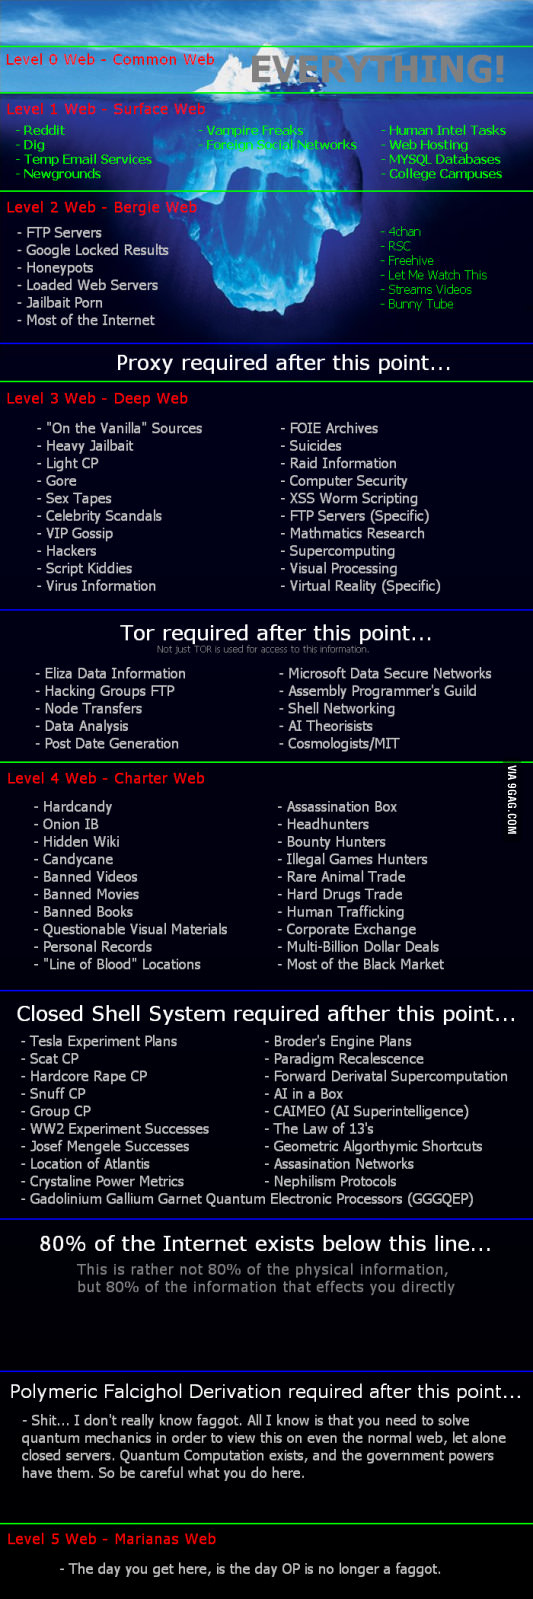 Level 0 Web - Common Web
EVERYTHING!
Level 1 Web - Surface Web
- Reddit
- Dig
- Temp Email Services
- Newgrounds
- Vampire Freaks
- Foreign Social Networks
- Human Intel Tasks
- Web Hosting
- MYSQL Databases
- College Campuses
Level 2 Web - Bergie Web
- FTP Servers
- Google Locked Results
- Honeypots
- Loaded Web Servers
- Jailbait Porn
- Most of the Internet
- 4chan
- RSC
- Freehive
- Let Me Watch This
- Streams Videos
- Bunny Tube
Proxy required after this point...
Level 3 Web - Deep Web
- "On the Vanilla" Sources
- Heavy Jailbait
- Light CP
- Gore
- Sex Tapes
- Celebrity Scandals
- VIP Gossip
- Hackers
- Script Kiddies
- Virus Information
- FOIE Archives
- Suicides
- Raid Information
- Computer Security
- XSS Worm Scripting
- FTP Servers (Specific)
- Mathmatics Research
- Supercomputing
- Visual Processing
- Virtual Reality (Specific)
Tor required after this point...
Not just TOR is used for access to this information.
- Eliza Data Information
- Hacking Groups FTP
- Node Transfers
- Data Analysis
- Post Date Generation
- Microsoft Data Secure Networks
- Assembly Programmer's Guild
- Shell Networking
- AI Theorisists
- Cosmologists/MIT
VIA 9GAG.COM
Level 4 Web - Charter Web
- Hardcandy
- Onion IB
- Hidden Wiki
- Candycane
- Banned Videos
- Banned Movies
- Banned Books
- Questionable Visual Materials
- Personal Records
- "Line of Blood" Locations
- Assassination Box
- Headhunters
- Bounty Hunters
- Illegal Games Hunters
- Rare Animal Trade
- Hard Drugs Trade
- Human Trafficking
- Corporate Exchange
- Multi-Billion Dollar Deals
- Most of the Black Market
Closed Shell System required afther this point...
- Tesla Experiment Plans
- Scat CP
- Hardcore Rape CP
- Snuff CP
- Group CP
- WW2 Experiment Successes
- Josef Mengele Successes
- Location of Atlantis
- Crystaline Power Metrics
- Broder's Engine Plans
- Paradigm Recalescence
- Forward Derivatal Supercomputation
- AI in a Box
- CAIMEO (AI Superintelligence)
- The Law of 13's
- Geometric Algorthymic Shortcuts
- Assasination Networks
- Nephilism Protocols
- Gadolinium Gallium Garnet Quantum Electronic Processors (GGGQEP)
80% of the Internet exists below this line...
This is rather not 80% of the physical information,
but 80% of the information that effects you directly
Polymeric Falcighol Derivation required after this point...
- Shit... I don't really know faggot. All I know is that you need to solve
quantum mechanics in order to view this on even the normal web, let alone
closed servers. Quantum Computation exists, and the government powers
have them. So be careful what you do here.
Level 5 Web - Marianas Web
- The day you get here, is the day OP is no longer a faggot.